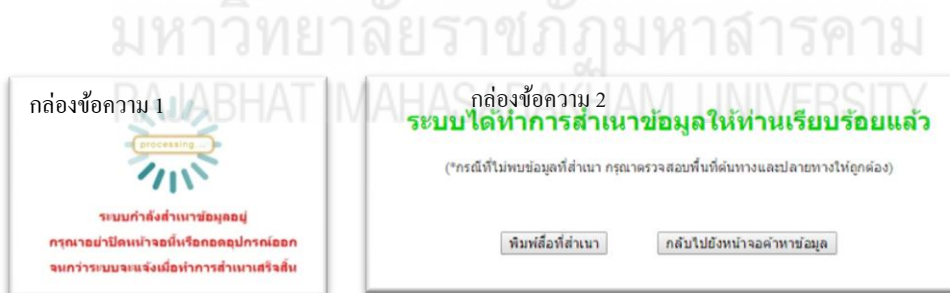 มหาวิทยาลัยราชภัฏมหาสารคาม
RAJABHAT MAHASARAKHAM UNIVERSITY
กล่องข้อความ 1
processing...
ระบบกำลังสำเนาข้อมูลอยู่
กรุณาอย่าปิดหน้าจอนี้หรือถอดอุปกรณ์ออก
จนกว่าระบบจะแจ้งเมื่อทำการสำเนาเสร็จสิ้น
กล่องข้อความ 2
ระบบได้ทำการสำเนาข้อมูลให้ท่านเรียบร้อยแล้ว
(*กรณีที่ไม่พบข้อมูลที่สำเนา กรุณาตรวจสอบพื้นที่ต้นทางและปลายทางให้ถูกต้อง)
พิมพ์สื่อที่สำเนา
กลับไปยังหน้าจอค้าหาข้อมูล